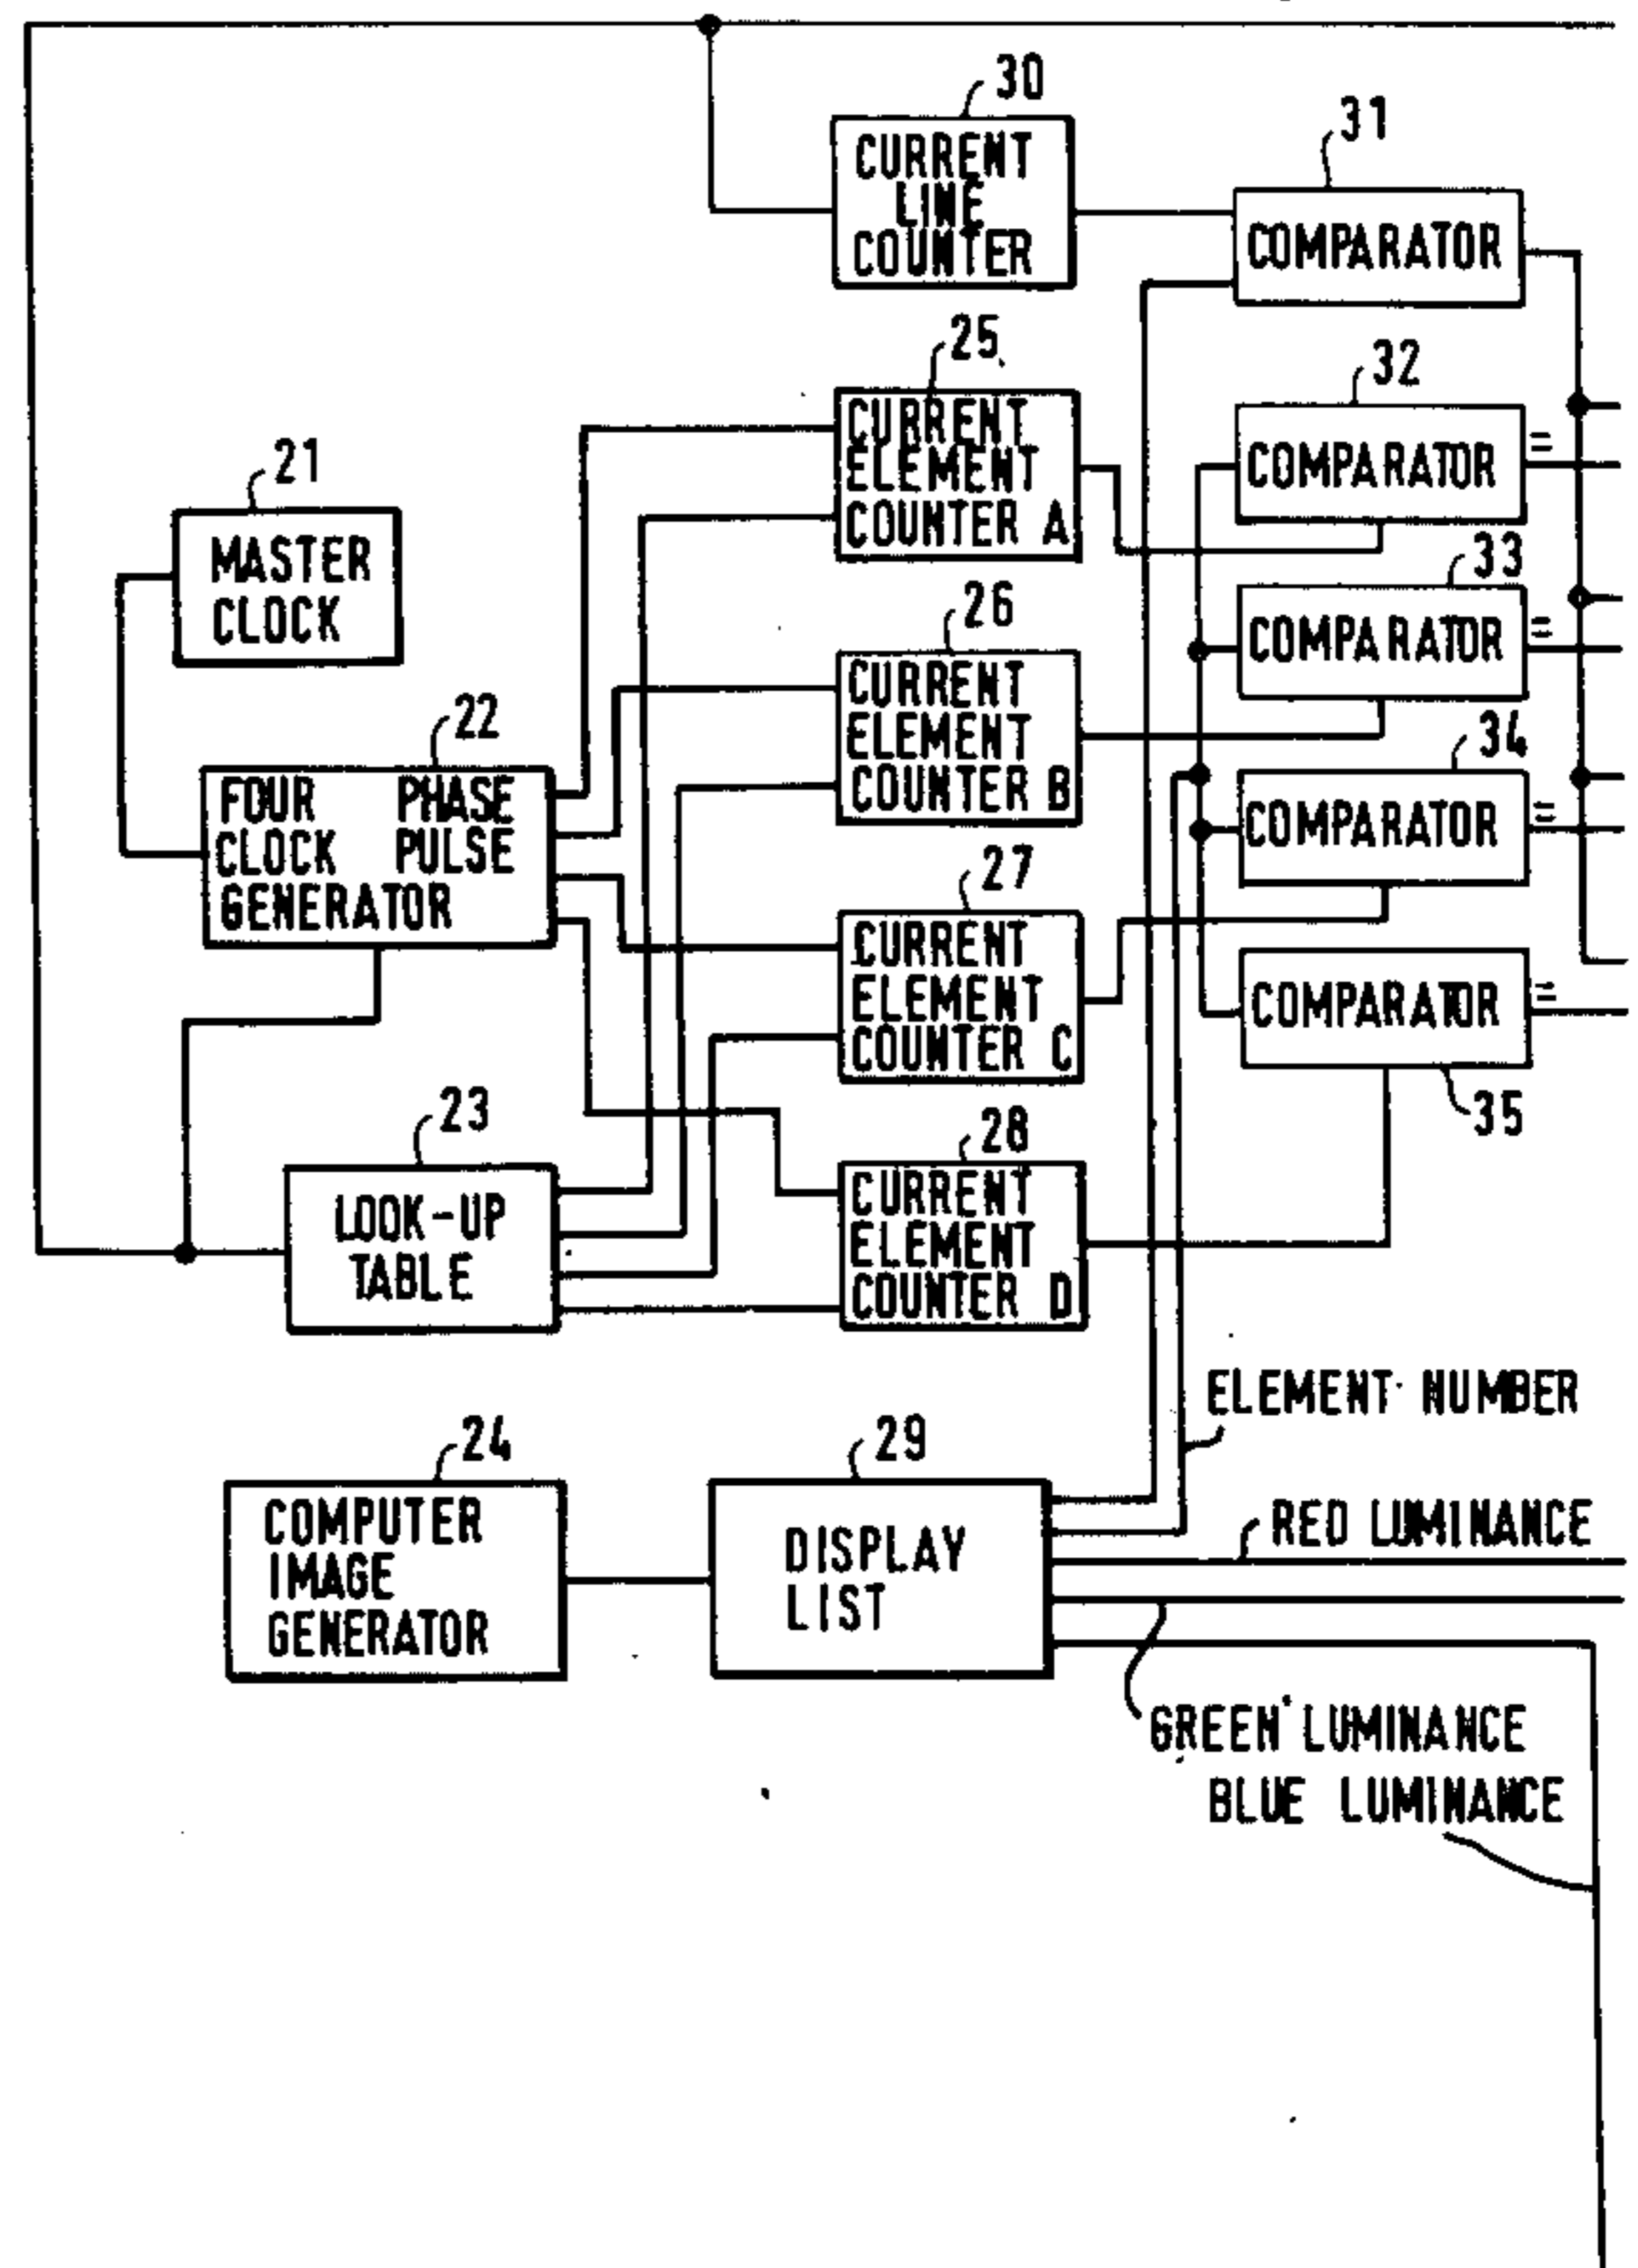 30
CURRENT
LINE
COUNTER
31
COMPARATOR
25
CURRENT
ELEMENT
COUNTER A
32
COMPARATOR
=
21
MASTER
CLOCK
33
COMPARATOR
=
26
CURRENT
ELEMENT
COUNTER B
22
FOUR PHASE
CLOCK PULSE
GENERATOR
34
COMPARATOR
=
27
CURRENT
ELEMENT
COUNTER C
COMPARATOR
=
35
23
LOOK-UP
TABLE
28
CURRENT
ELEMENT
COUNTER D
ELEMENT NUMBER
24
COMPUTER
IMAGE
GENERATOR
29
DISPLAY
LIST
RED LUMINANCE
GREEN LUMINANCE
BLUE LUMINANCE